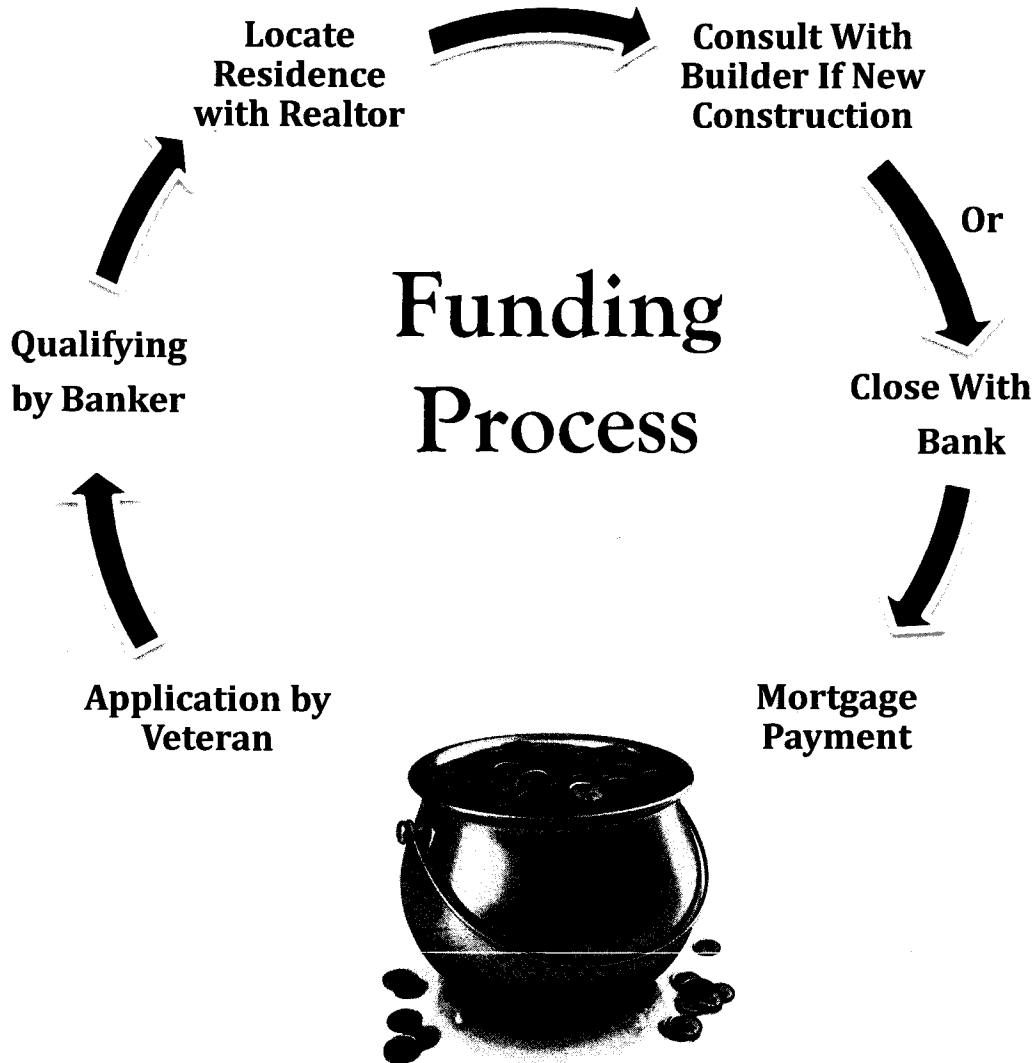 Locate
Residence
with Realtor
Consult With
Builder If New
Construction
Or
Funding
Process
Qualifying
by Banker
Close With
Bank
Application by
Veteran
Mortgage
Payment